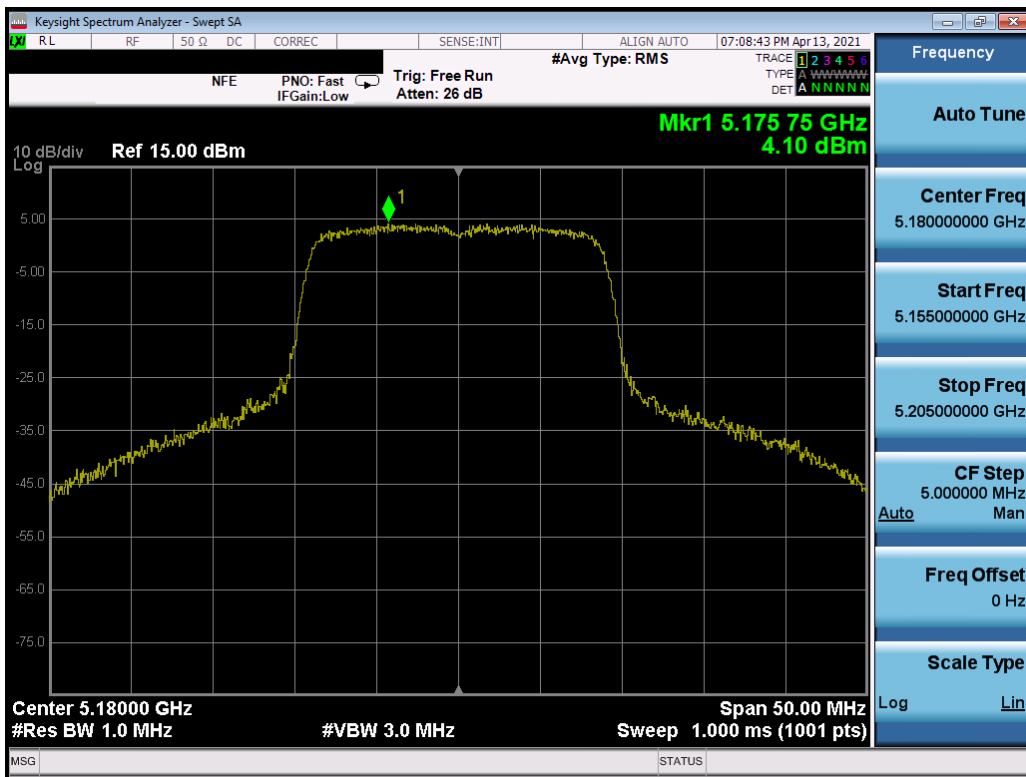 Keysight Spectrum Analyzer - Swept SA
LXI RL RF 50 Ω DC CORREC SENSE:INT ALIGN AUTO 07:08:43 PM Apr 13, 2021
NFE PNO: Fast Trig: Free Run #Avg Type: RMS TRACE 1 2 3 4 5 6
IFGain:Low Atten: 26 dB TYPE A WWWWW
DET A N N N N N
Mkr1 5.175 75 GHz
4.10 dBm
10 dB/div Ref 15.00 dBm
Log
1
5.00
-5.00
-15.0
-25.0
-35.0
-45.0
-55.0
-65.0
-75.0
Center 5.18000 GHz Span 50.00 MHz
#Res BW 1.0 MHz #VBW 3.0 MHz Sweep 1.000 ms (1001 pts)
MSG STATUS
Frequency
Auto Tune
Center Freq
5.180000000 GHz
Start Freq
5.155000000 GHz
Stop Freq
5.205000000 GHz
CF Step
5.000000 MHz
Auto Man
Freq Offset
0 Hz
Scale Type
Log Lin